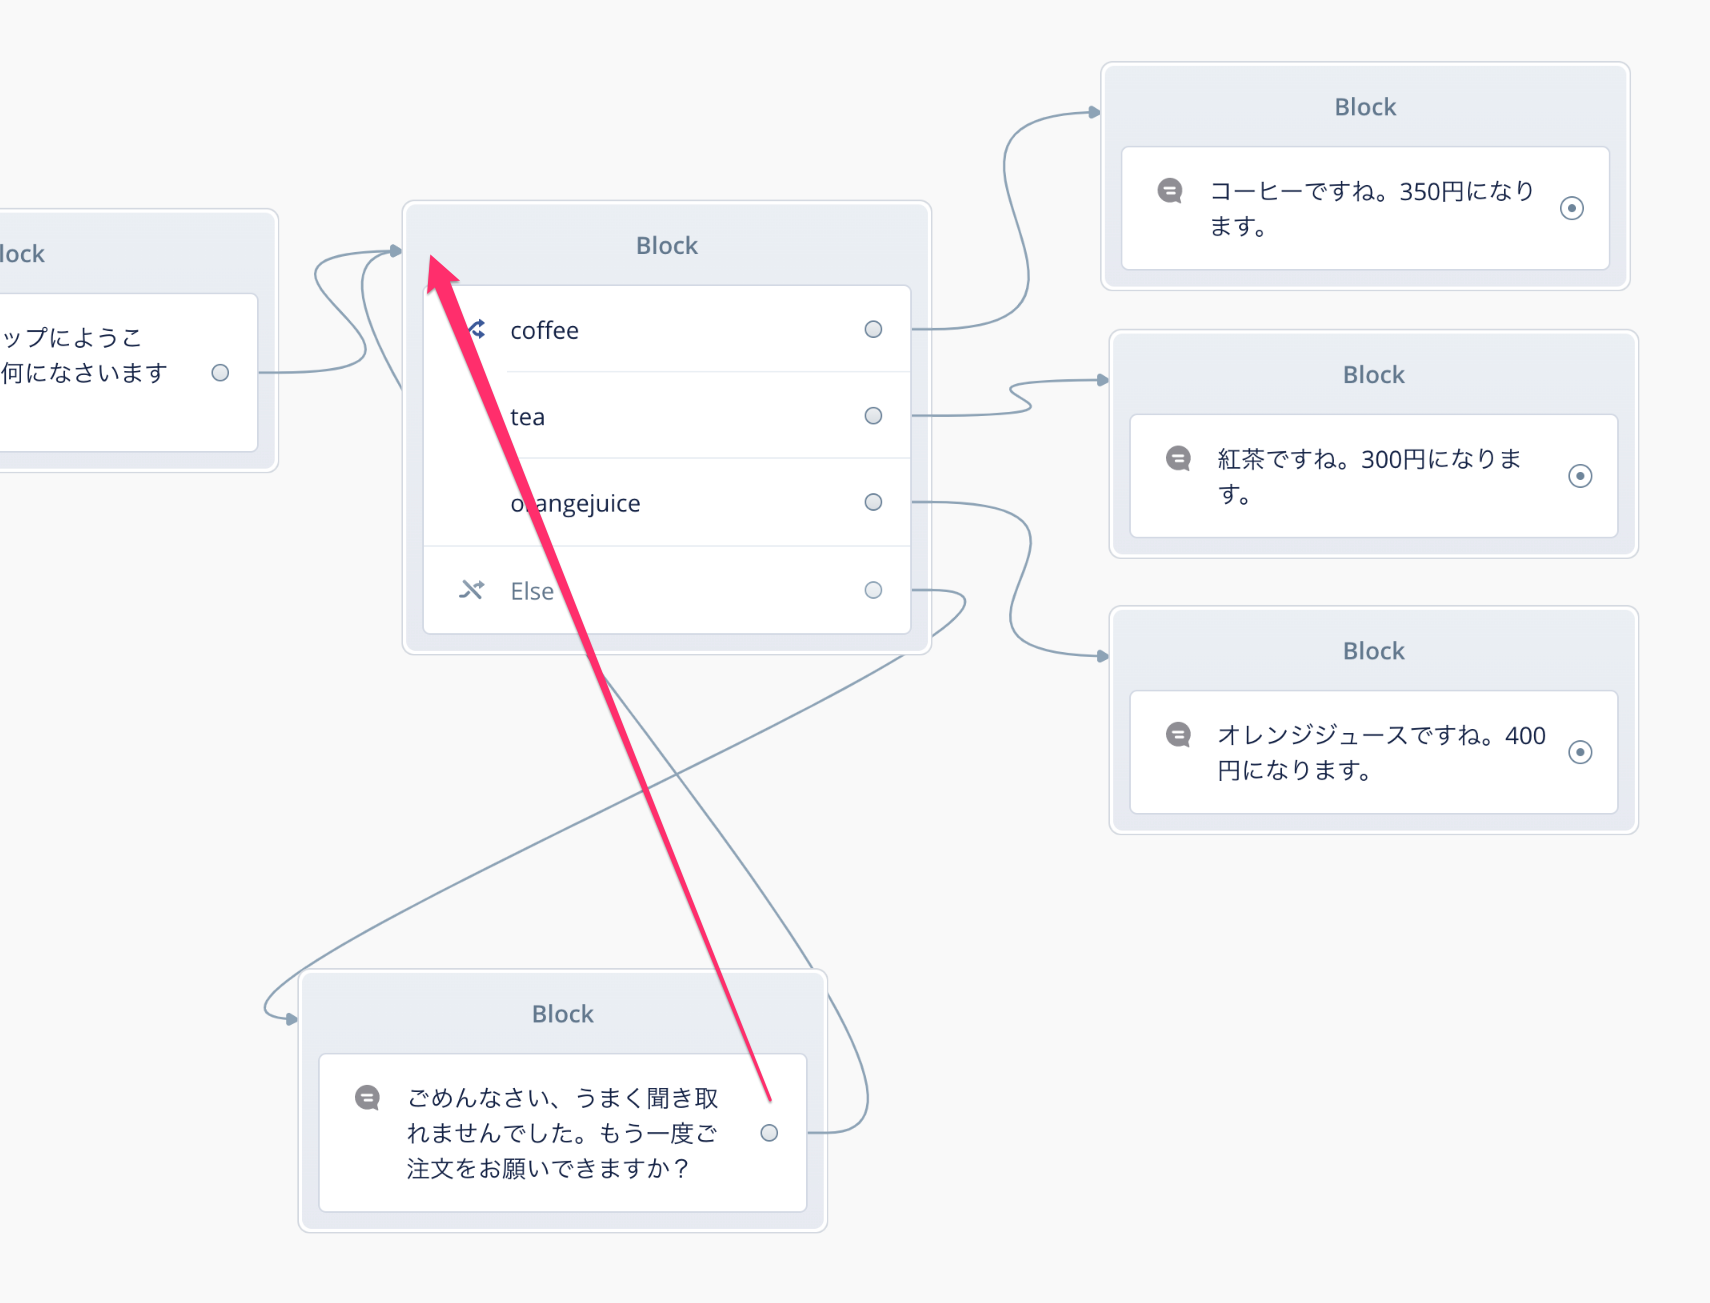 lock
ップにようこ
何になさいます
Block
coffee
tea
orangejuice
Else
Block
コーヒーですね。350円になり
ます。
Block
紅茶ですね。300円になりま
す。
Block
オレンジジュースですね。400
円になります。
Block
ごめんなさい、うまく聞き取
れませんでした。もう一度ご
注文をお願いできますか？